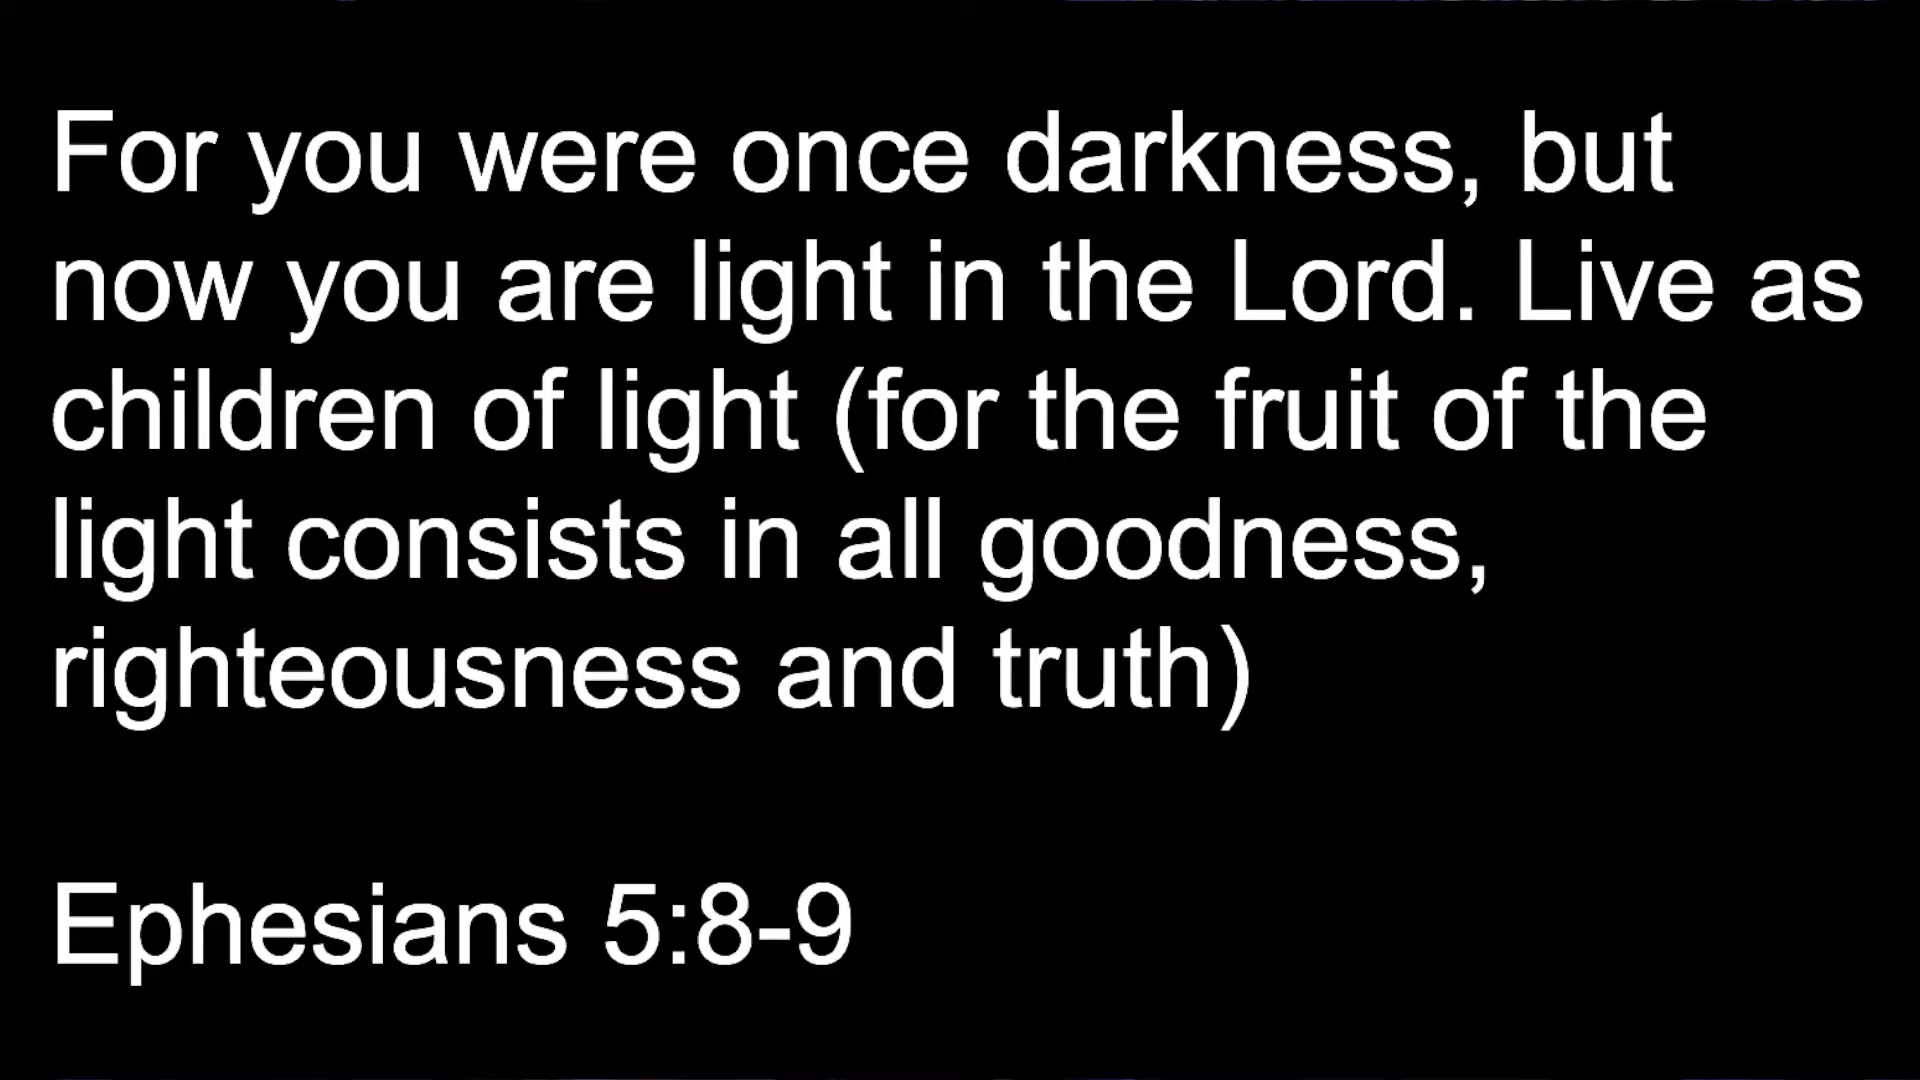 For you were once darkness, but
now you are light in the Lord. Live as
children of light (for the fruit of the
light consists in all goodness,
righteousness and truth)
Ephesians 5:8-9